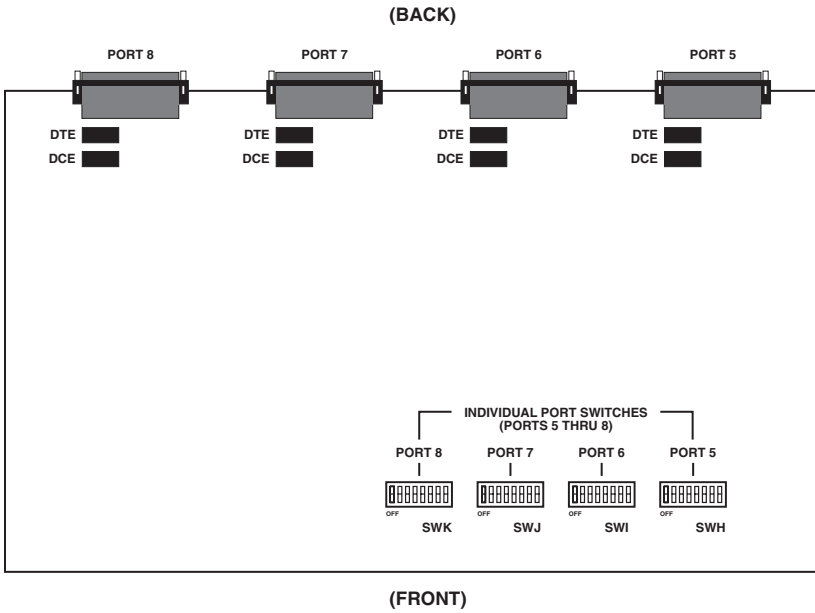 (BACK)
PORT 8 PORT 7 PORT 6 PORT 5
DTE DTE DTE DTE
DCE DCE DCE DCE
INDIVIDUAL PORT SWITCHES
(PORTS 5 THRU 8)
PORT 8 PORT 7 PORT 6 PORT 5
OFF OFF OFF OFF
SWK SWJ SWI SWH
(FRONT)